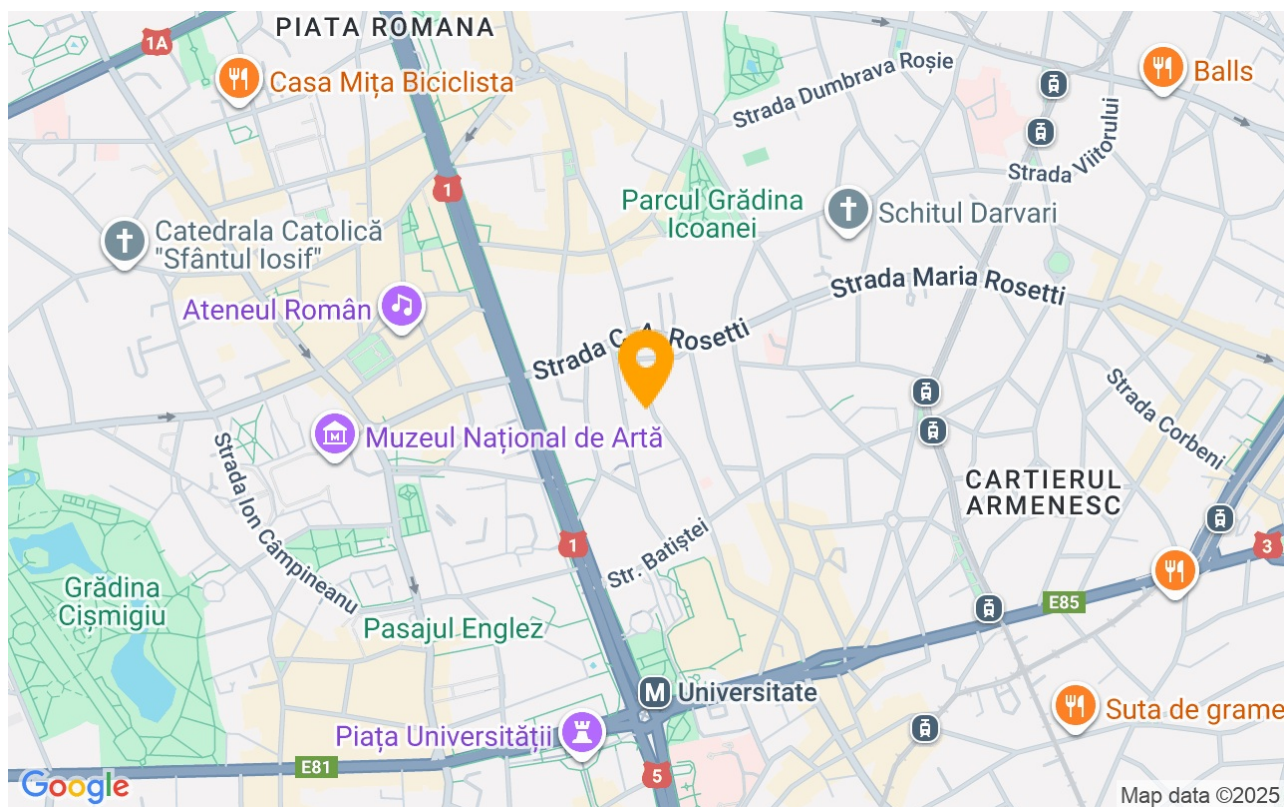 PIATA ROMANA
1A
Casa Mița Biciclista
Strada Dumbrava Roșie
Balls
Strada Viitorului
1
Parcul Grădina
Icoanei
Schitul Darvari
Catedrala Catolică
"Sfântul Iosif"
Ateneul Român
Strada Maria Rosetti
Strada C. A. Rosetti
Strada Corbeni
Muzeul Național de Artă
Strada Ion Câmpineanu
CARTIERUL
ARMENESC
1
3
Str. Batiștei
Grădina
Cișmigiu
E85
Pasajul Englez
M
Universitate
Suta de grame
Piața Universității
E81
5
Google
Map data ©2025